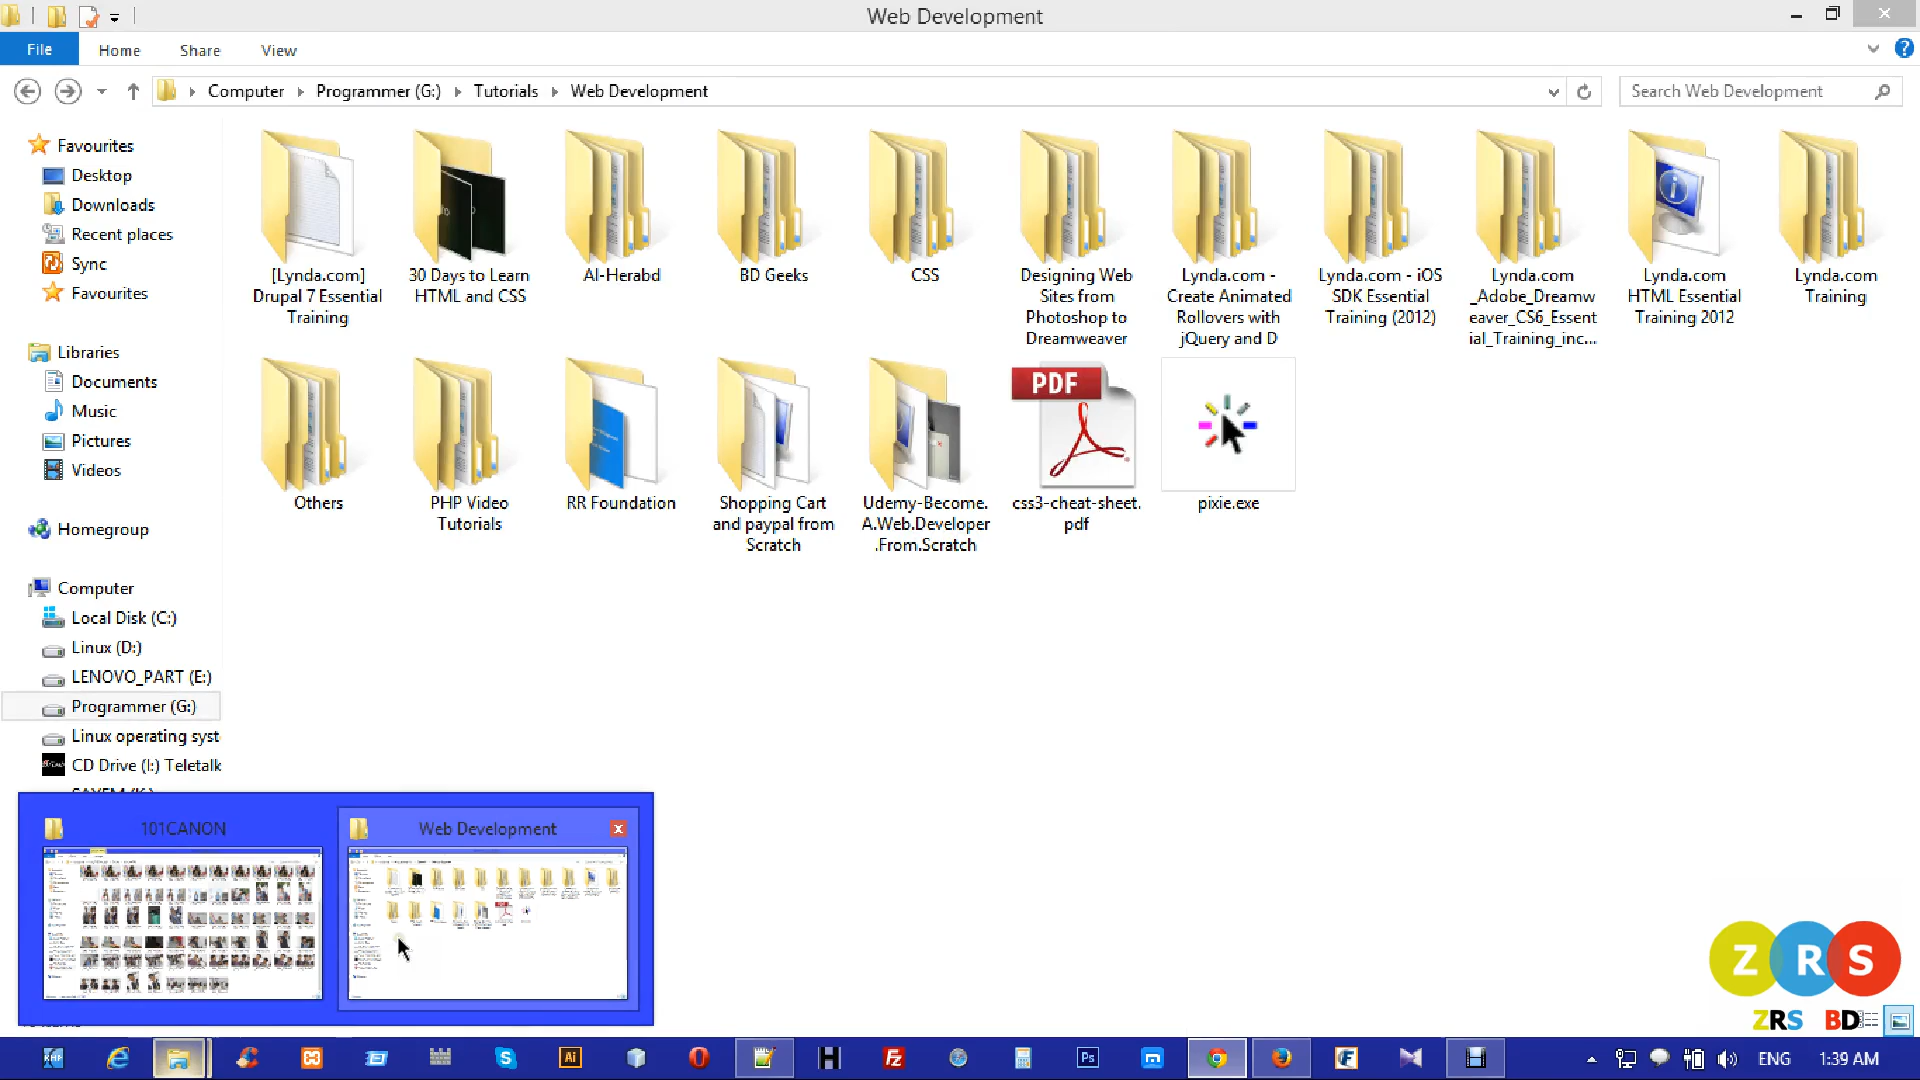 Web Development
File
Home
Share
View
Computer
Programmer (G:)
Tutorials
Web Development
Search Web Development
Favourites
Desktop
Downloads
Recent places
Sync
Favourites
Libraries
Documents
Music
Pictures
Videos
Homegroup
Computer
Local Disk (C:)
Linux (D:)
LENOVO_PART (E:)
Programmer (G:)
Linux operating syst
CD Drive (I:) Teletalk
[Lynda.com]
Drupal 7 Essential
Training
30 Days to Learn
HTML and CSS
Al-Herabd
BD Geeks
CSS
Designing Web
Sites from
Photoshop to
Dreamweaver
Lynda.com -
Create Animated
Rollovers with
jQuery and D
Lynda.com - iOS
SDK Essential
Training (2012)
Lynda.com
_Adobe_Dreamw
eaver_CS6_Essent
ial_Training_inc...
Lynda.com
HTML Essential
Training 2012
Lynda.com
Training
Others
PHP Video
Tutorials
RR Foundation
Shopping Cart
and paypal from
Scratch
Udemy-Become.
A.Web.Developer
.From.Scratch
PDF
css3-cheat-sheet.
pdf
pixie.exe
101CANON
Web Development
Z R S
ZRS BD
KHF
Ai
H
Fz
Ps
m
F
ENG
1:39 AM